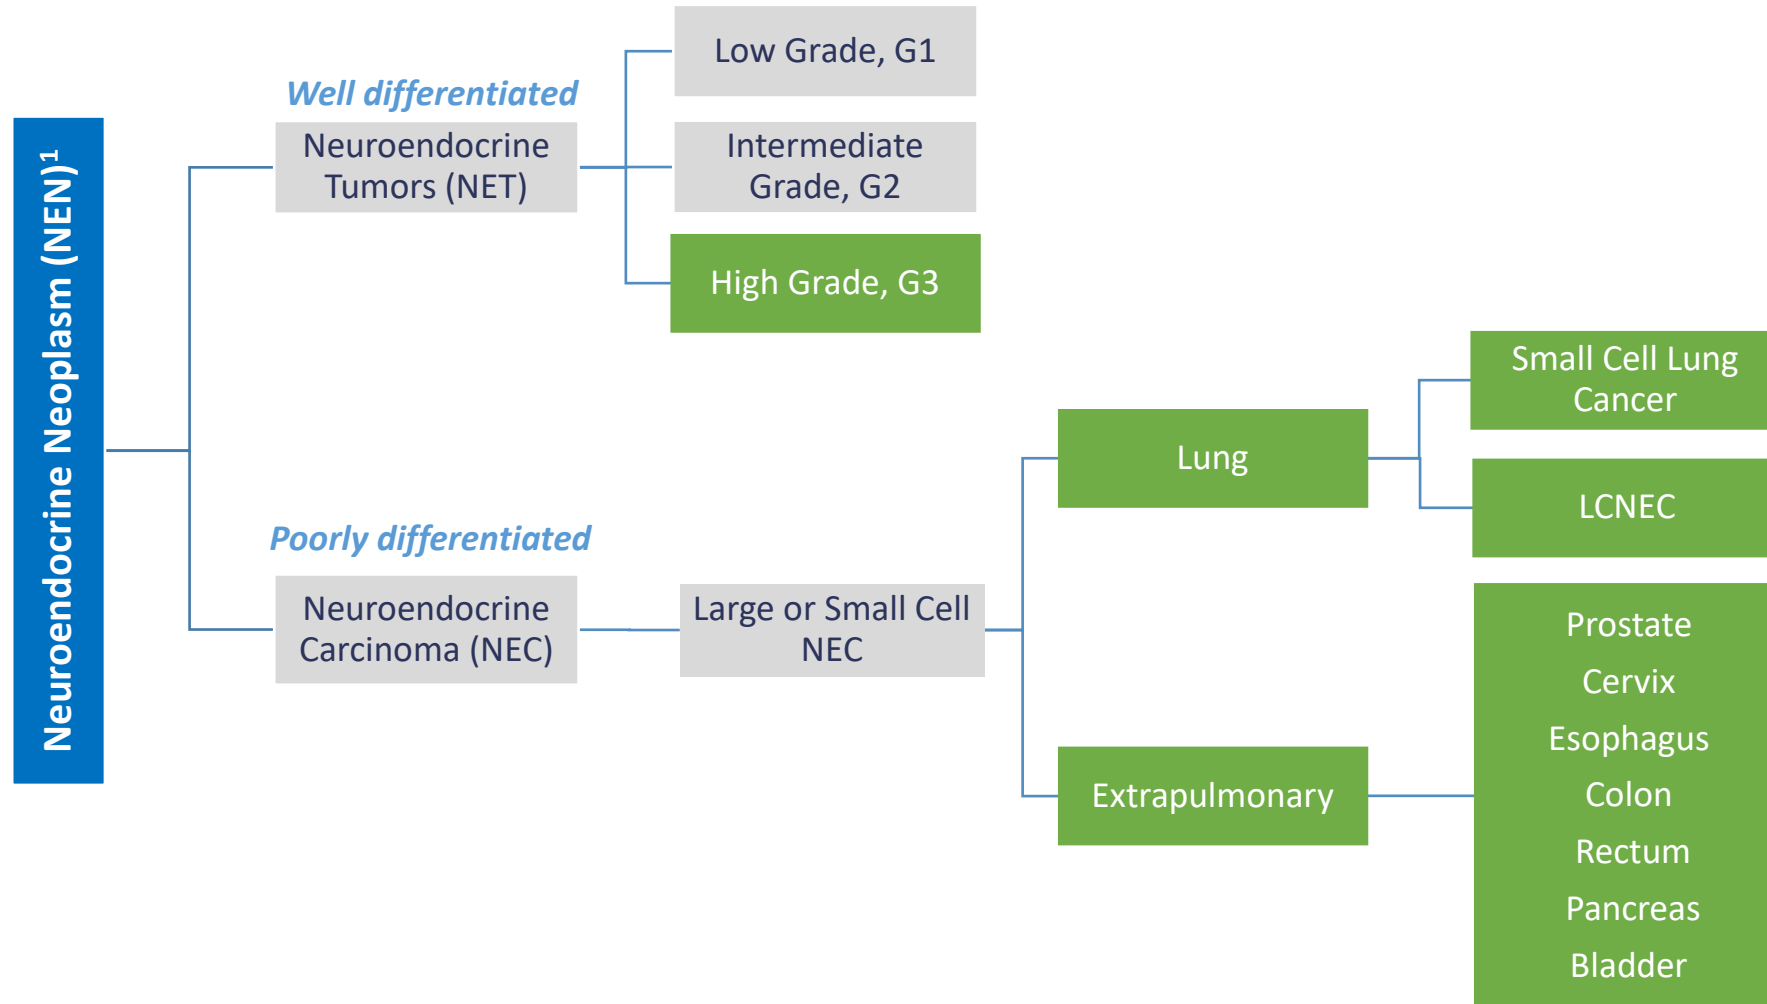 Neuroendocrine Neoplasm (NEN)¹
Well differentiated
Neuroendocrine
Tumors (NET)
Low Grade, G1
Intermediate
Grade, G2
High Grade, G3
Poorly differentiated
Neuroendocrine
Carcinoma (NEC)
Large or Small Cell
NEC
Lung
Small Cell Lung
Cancer
LCNEC
Extrapulmonary
Prostate
Cervix
Esophagus
Colon
Rectum
Pancreas
Bladder